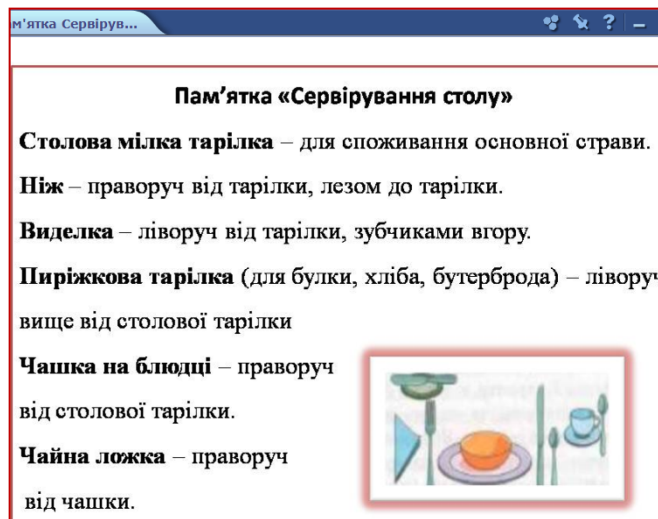 м'ятка Сервірув...
Пам’ятка «Сервірування столу»
Столова мілка тарілка – для споживання основної страви.
Ніж – праворуч від тарілки, лезом до тарілки.
Виделка – ліворуч від тарілки, зубчиками вгору.
Пиріжкова тарілка (для булки, хліба, бутерброда) – ліворуч
вище від столової тарілки
Чашка на блюдці – праворуч
від столової тарілки.
Чайна ложка – праворуч
від чашки.